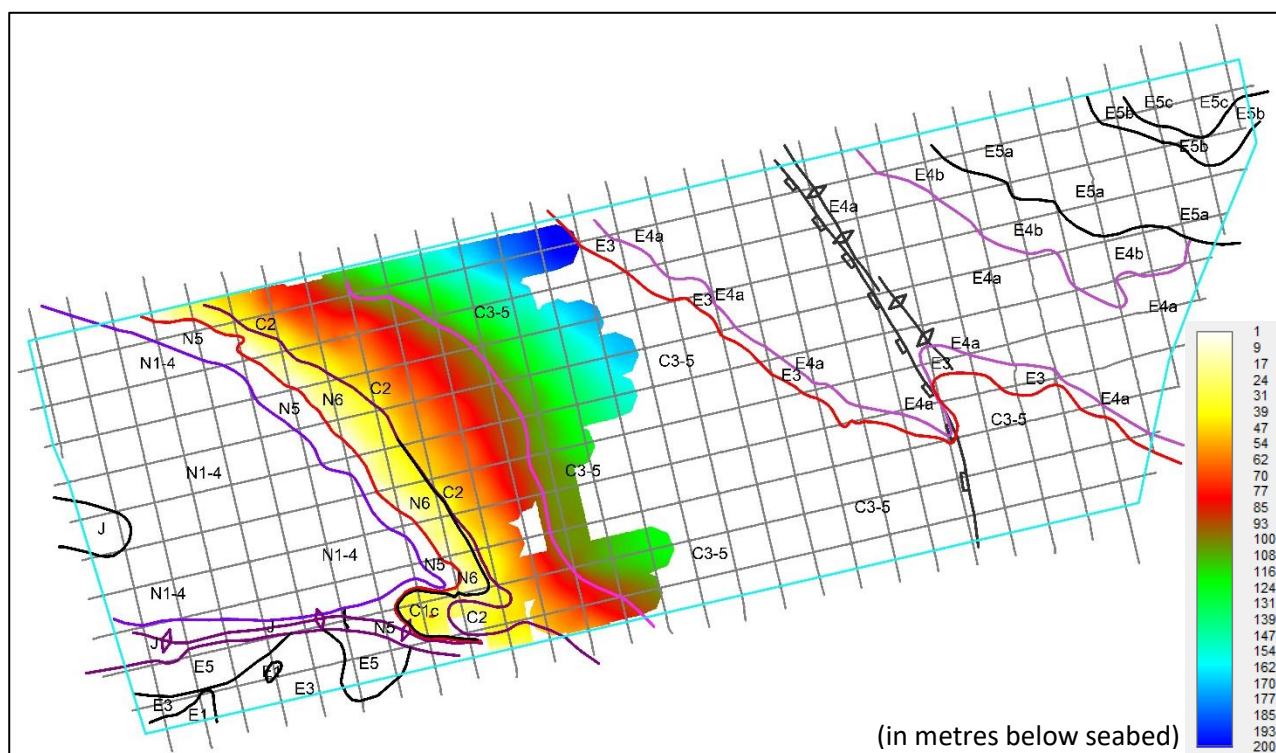 E5c E5c
E5b E5b
E5b
E5a
E4b
E5a
E4a
E5a
E3 E4a
E4b
E4b
E4a
E4a
E4a
E3
C3-5
C2
N5
N1-4
C3-5
E4a
E4a
E3
E3
E4a
E4a
C3-5
C2
N6
N5
N1-4
C3-5
C2
N6
C3-5
J
N1-4
C3-5
N5
N6
N1-4
C1c
C2
J
N5
J
E5
E5
E3
E3
E1
1
9
17
24
31
39
47
54
62
70
77
85
93
100
108
116
124
131
139
147
154
162
170
177
185
193
200
(in metres below seabed)